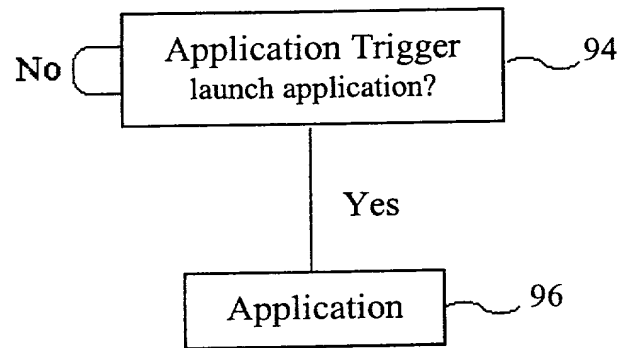 Application Trigger
launch application?
94
No
Yes
Application
96